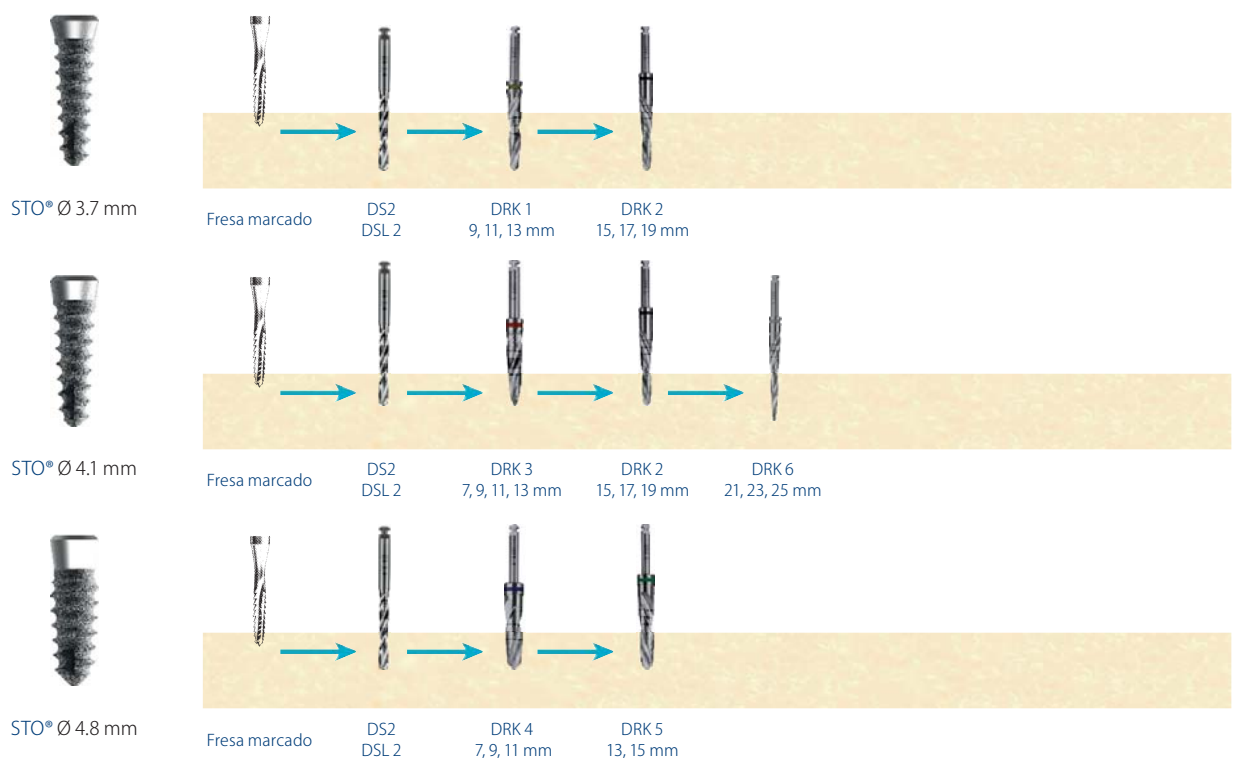 STO® Ø 3.7 mm
Fresa marcado
DS2
DSL 2
DRK 1
9, 11, 13 mm
DRK 2
15, 17, 19 mm
STO® Ø 4.1 mm
Fresa marcado
DS2
DSL 2
DRK 3
7, 9, 11, 13 mm
DRK 2
15, 17, 19 mm
DRK 6
21, 23, 25 mm
STO® Ø 4.8 mm
Fresa marcado
DS2
DSL 2
DRK 4
7, 9, 11 mm
DRK 5
13, 15 mm